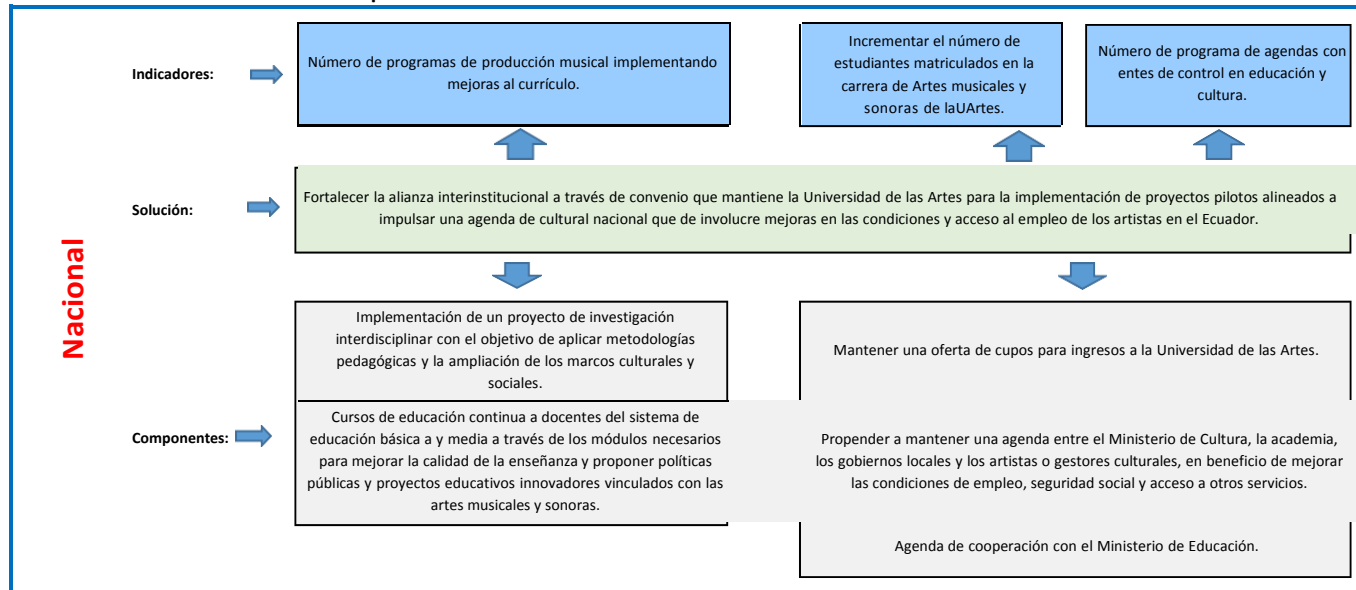 Nacional
Indicadores:
Número de programas de producción musical implementando
mejoras al currículo.
Incrementar el número de
estudiantes matriculados en la
carrera de Artes musicales y
sonoras de laUArtes.
Número de programa de agendas con
entes de control en educación y
cultura.
Solución:
Fortalecer la alianza interinstitucional a través de convenio que mantiene la Universidad de las Artes para la implementación de proyectos pilotos alineados a
impulsar una agenda de cultural nacional que de involucre mejoras en las condiciones y acceso al empleo de los artistas en el Ecuador.
Componentes:
Implementación de un proyecto de investigación
interdisciplinar con el objetivo de aplicar metodologías
pedagógicas y la ampliación de los marcos culturales y
sociales.
Cursos de educación continua a docentes del sistema de
educación básica a y media a través de los módulos necesarios
para mejorar la calidad de la enseñanza y proponer políticas
públicas y proyectos educativos innovadores vinculados con las
artes musicales y sonoras.
Mantener una oferta de cupos para ingresos a la Universidad de las Artes.
Propender a mantener una agenda entre el Ministerio de Cultura, la academia,
los gobiernos locales y los artistas o gestores culturales, en beneficio de mejorar
las condiciones de empleo, seguridad social y acceso a otros servicios.
Agenda de cooperación con el Ministerio de Educación.